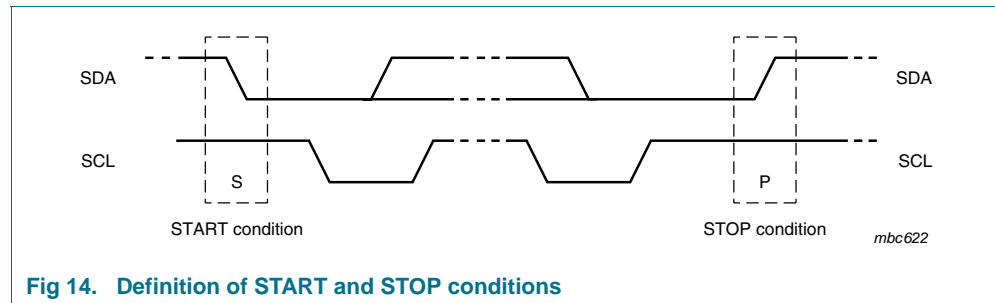 SDA SDA
SCL SCL
S P
START condition STOP condition
mbc622
Fig 14. Definition of START and STOP conditions